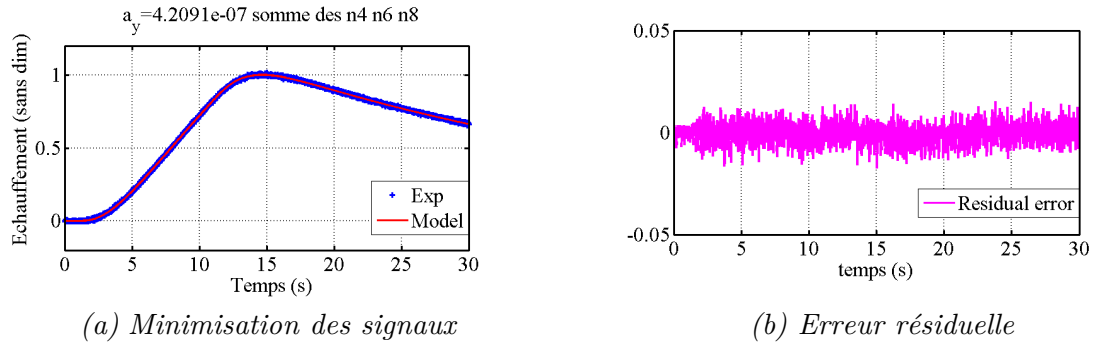 a_y=4.2091e-07 somme des n4 n6 n8
Echauffement (sans dim)
1
0.5
0
Exp
Model
0 5 10 15 20 25 30
Temps (s)
(a) Minimisation des signaux
0.05
0
-0.05
Residual error
0 5 10 15 20 25 30
temps (s)
(b) Erreur résiduelle